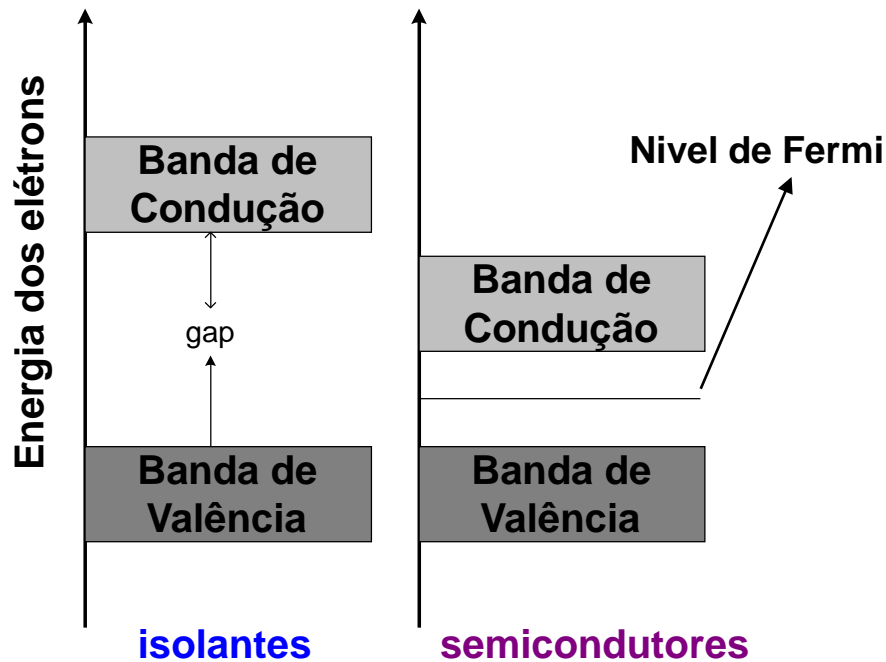 Energia dos elétrons
Banda de
Condução
gap
Banda de
Valência
isolantes
Nivel de Fermi
Banda de
Condução
Banda de
Valência
semicondutores